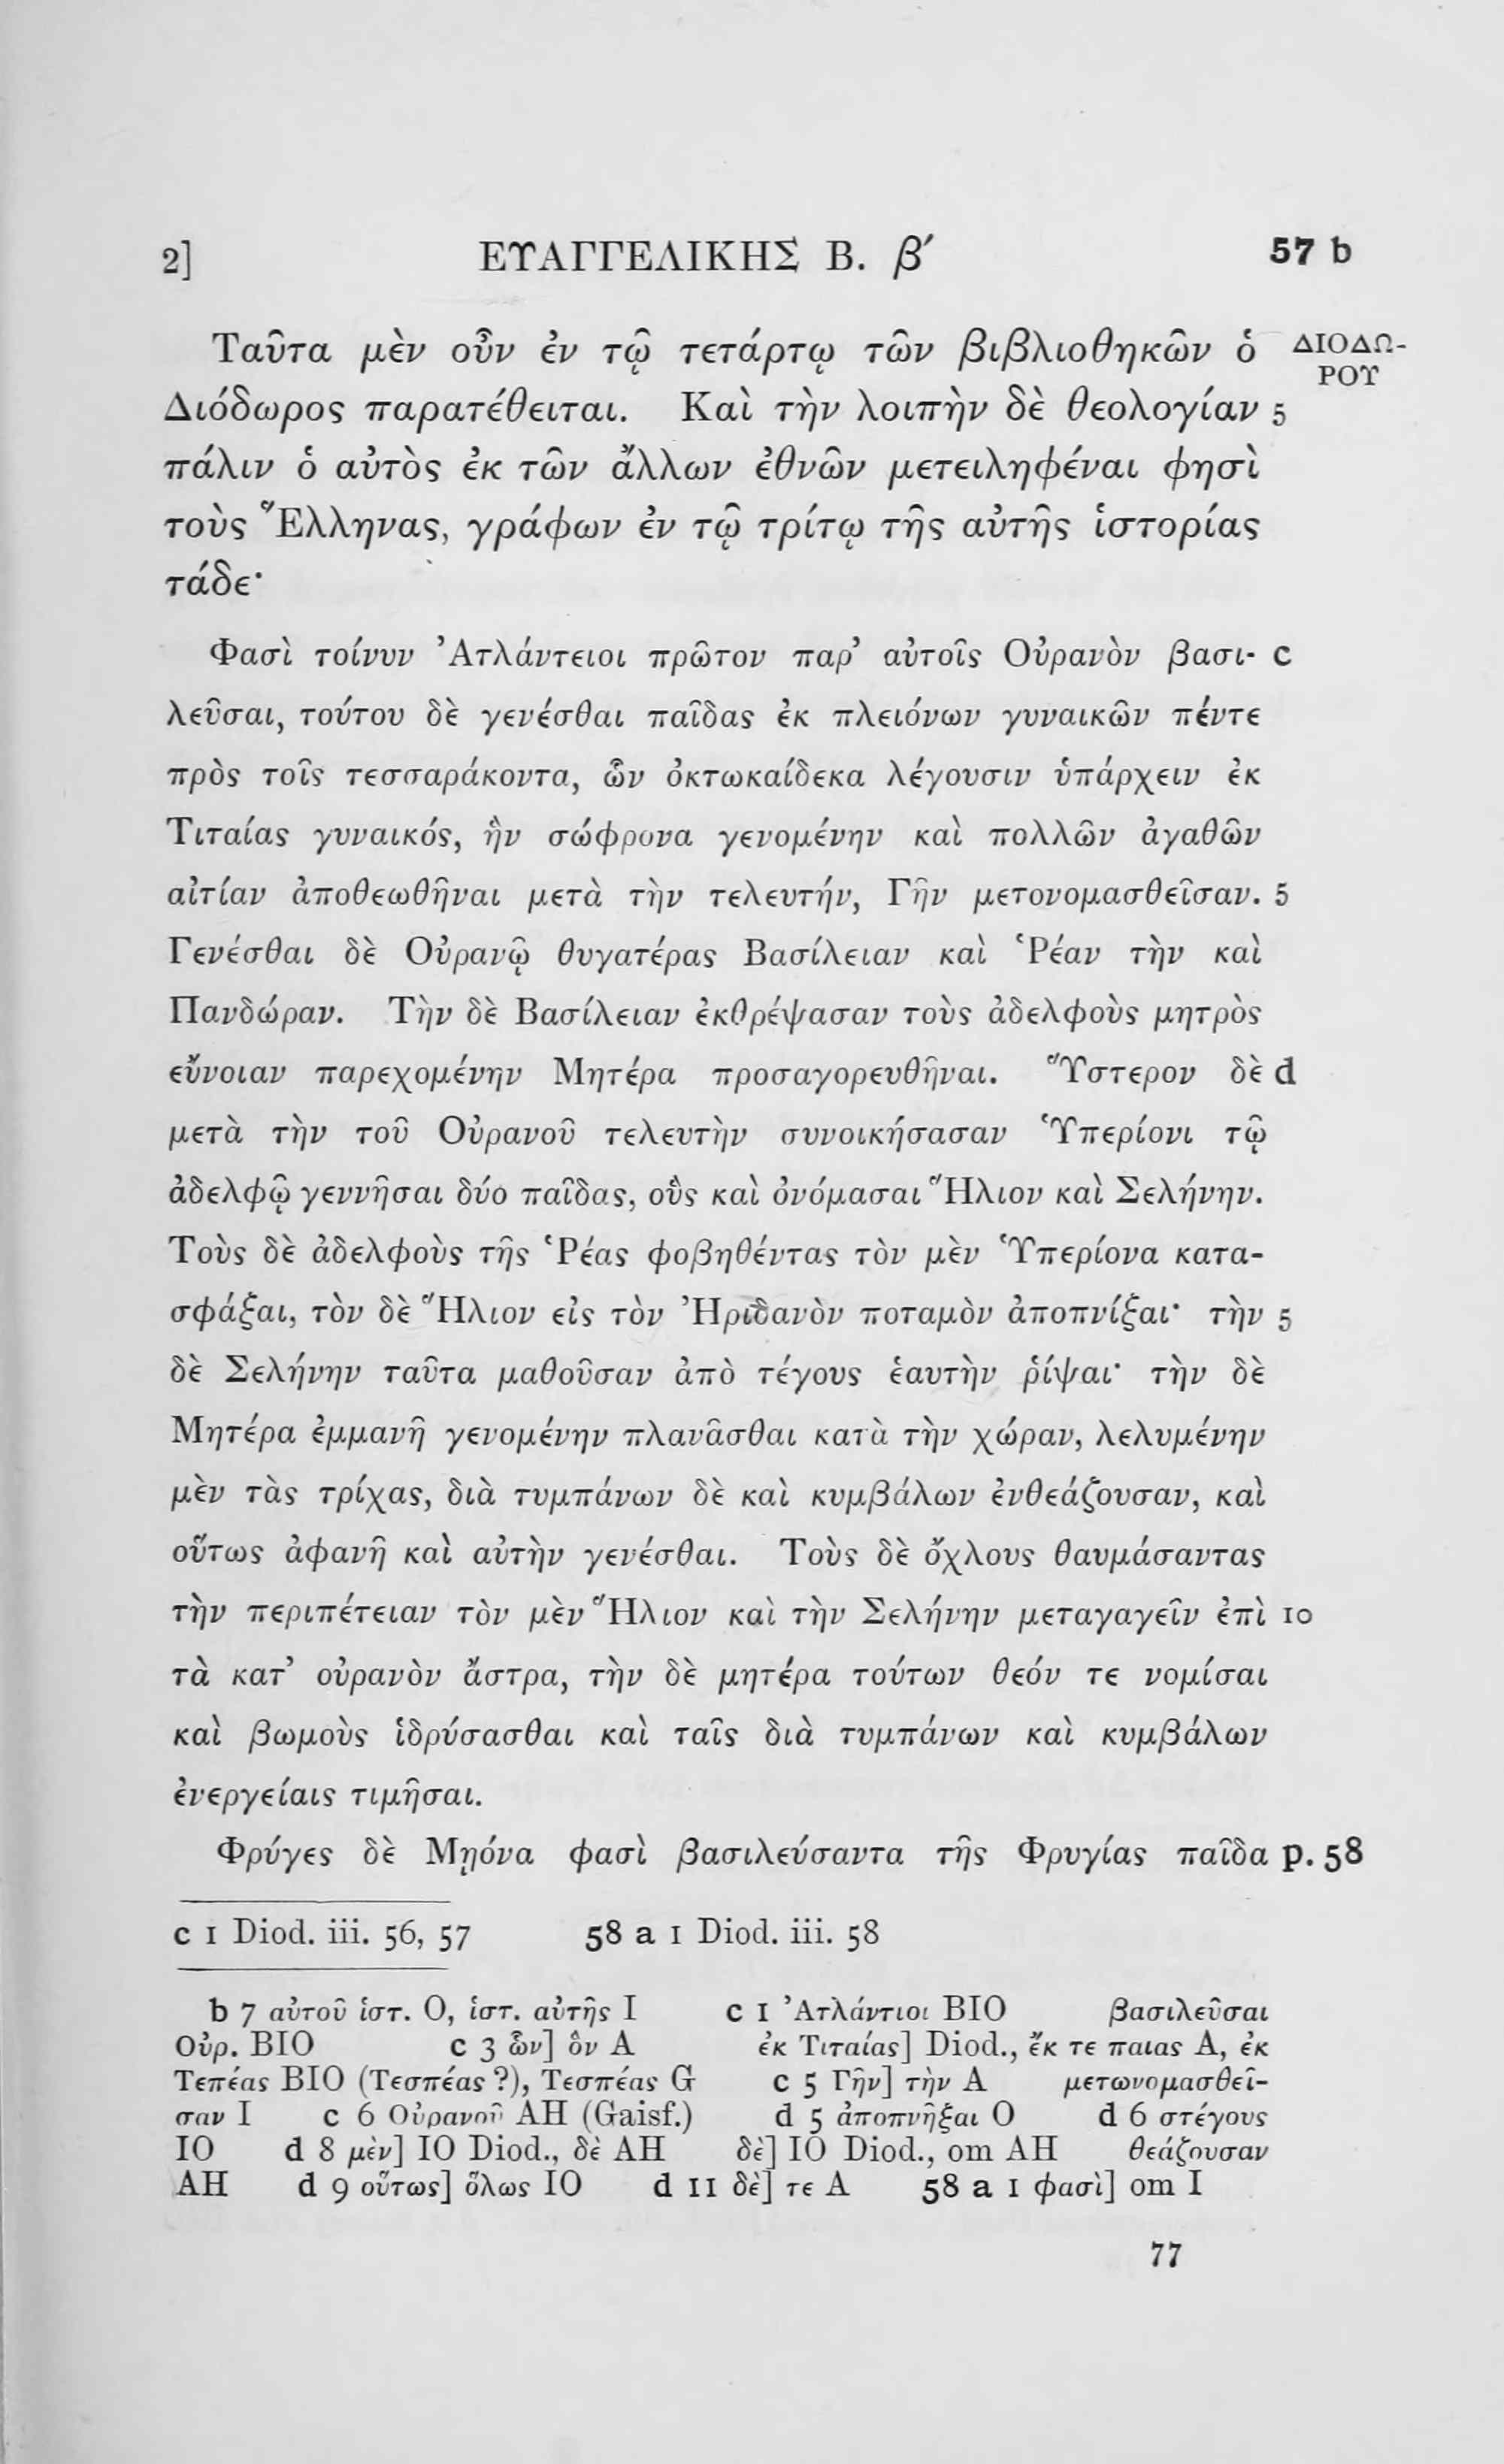 2] ΕΥΑΓΓΕΛΙΚΗΣ Β. β′ 57 b
Ταῦτα μὲν οὖν ἐν τῷ τετάρτῳ τῶν βιβλιοθηκῶν ὁ ΔΙΟΔΩ-
ΡΟΥ
Διόδωρος παρατέθειται. Καὶ τὴν λοιπὴν δὲ θεολογίαν 5
πάλιν ὁ αὐτὸς ἐκ τῶν ἄλλων ἐθνῶν μετειληφέναι φησὶ
τοὺς Ἕλληνας, γράφων ἐν τῷ τρίτῳ τῆς αὐτῆς ἱστορίας
τάδε·
Φασὶ τοίνυν Ἀτλάντειοι πρῶτον παρ’ αὐτοῖς Οὐρανὸν βασι- c
λεῦσαι, τούτου δὲ γενέσθαι παῖδας ἐκ πλειόνων γυναικῶν πέντε
πρὸς τοῖς τεσσαράκοντα, ὧν ὀκτωκαίδεκα λέγουσιν ὑπάρχειν ἐκ
Τιταίας γυναικός, ἣν σώφρονα γενομένην καὶ πολλῶν ἀγαθῶν
αἰτίαν ἀποθεωθῆναι μετὰ τὴν τελευτήν, Γῆν μετονομασθεῖσαν. 5
Γενέσθαι δὲ Οὐρανῷ θυγατέρας Βασίλειαν καὶ Ῥέαν τὴν καὶ
Πανδώραν. Τὴν δὲ Βασίλειαν ἐκθρέψασαν τοὺς ἀδελφοὺς μητρὸς
εὔνοιαν παρεχομένην Μητέρα προσαγορευθῆναι. Ὕστερον δὲ d
μετὰ τὴν τοῦ Οὐρανοῦ τελευτὴν συνοικήσασαν Ὑπερίονι τῷ
ἀδελφῷ γεννῆσαι δύο παῖδας, οὓς καὶ ὀνόμασαι Ἥλιον καὶ Σελήνην.
Τοὺς δὲ ἀδελφοὺς τῆς Ῥέας φοβηθέντας τὸν μὲν Ὑπερίονα κατα-
σφάξαι, τὸν δὲ Ἥλιον εἰς τὸν Ἠριδανὸν ποταμὸν ἀποπνίξαι· τὴν 5
δὲ Σελήνην ταῦτα μαθοῦσαν ἀπὸ τέγους ἑαυτὴν ῥίψαι· τὴν δὲ
Μητέρα ἐμμανῆ γενομένην πλανᾶσθαι κατὰ τὴν χώραν, λελυμένην
μὲν τὰς τρίχας, διὰ τυμπάνων δὲ καὶ κυμβάλων ἐνθεάζουσαν, καὶ
οὕτως ἀφανῆ καὶ αὐτὴν γενέσθαι. Τοὺς δὲ ὄχλους θαυμάσαντας
τὴν περιπέτειαν τὸν μὲν Ἥλιον καὶ τὴν Σελήνην μεταγαγεῖν ἐπὶ 10
τὰ κατ’ οὐρανὸν ἄστρα, τὴν δὲ μητέρα τούτων θεόν τε νομίσαι
καὶ βωμοὺς ἱδρύσασθαι καὶ ταῖς διὰ τυμπάνων καὶ κυμβάλων
ἐνεργείαις τιμῆσαι.
Φρύγες δὲ Μῃόνα φασὶ βασιλεύσαντα τῆς Φρυγίας παῖδα p. 58
c 1 Diod. iii. 56, 57 58 a 1 Diod. iii. 58
b 7 αὐτοῦ ἱστ. O, ἱστ. αὐτῆς I c 1 Ἀτλάντιοι BIO βασιλεῦσαι
Οὐρ. BIO c 3 ὧν] ὃν A ἐκ Τιταίας] Diod., ἔκ τε παιας A, ἐκ
Τεπέας BIO (Τεσπέας ?), Τεσπέας G c 5 Γῆν] τὴν A μετωνομασθεῖ-
σαν I c 6 Οὐρανοῦ AH (Gaisf.) d 5 ἀποπνῆξαι O d 6 στέγους
IO d 8 μὲν] IO Diod., δὲ AH δὲ] IO Diod., om AH θεάζουσαν
AH d 9 οὕτως] ὅλως IO d 11 δὲ] τε A 58 a 1 φασὶ] om I
77